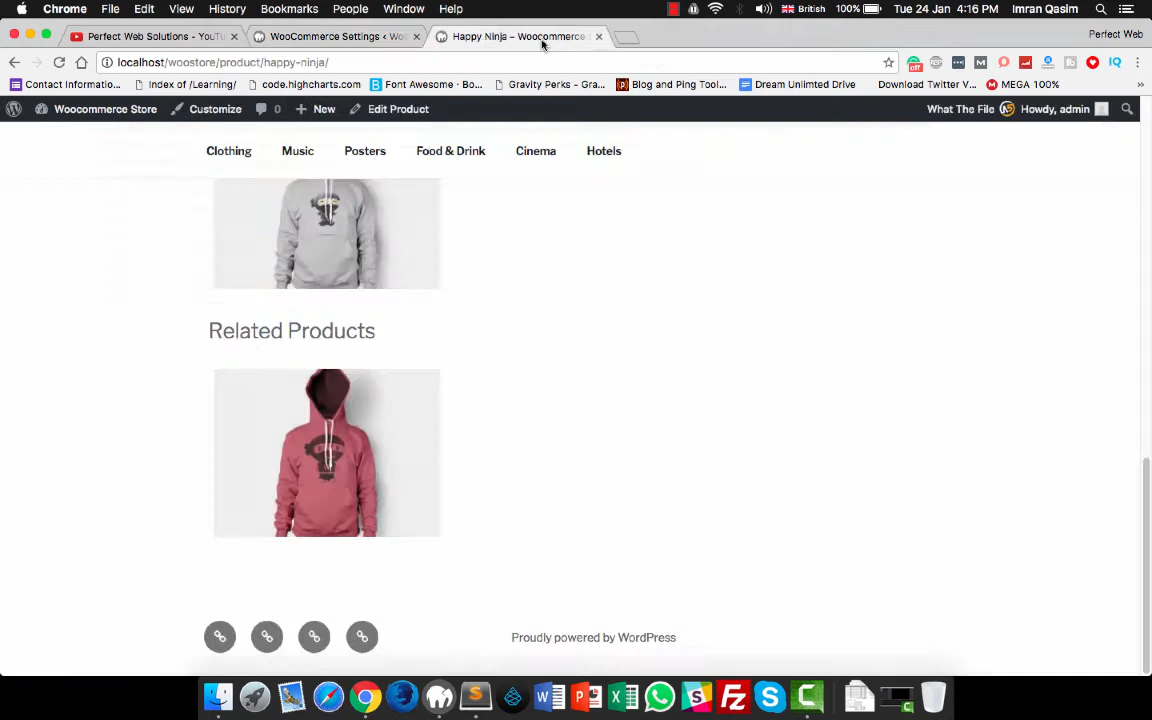 Chrome File Edit View History Bookmarks People Window Help British 100% Tue 24 Jan 4:16 PM Imran Qasim
Perfect Web Solutions - YouTu WooCommerce Settings ‹ Wo Happy Ninja – Woocommerce Perfect Web
localhost/woostore/product/happy-ninja/ off IQ
Contact Informatio... Index of /Learning/ code.highcharts.com Font Awesome · Bo... Gravity Perks - Gra... Blog and Ping Tool... Dream Unlimted Drive Download Twitter V... MEGA 100% »
Woocommerce Store Customize 0 New Edit Product What The File Howdy, admin
Clothing Music Posters Food & Drink Cinema Hotels
Related Products
Proudly powered by WordPress